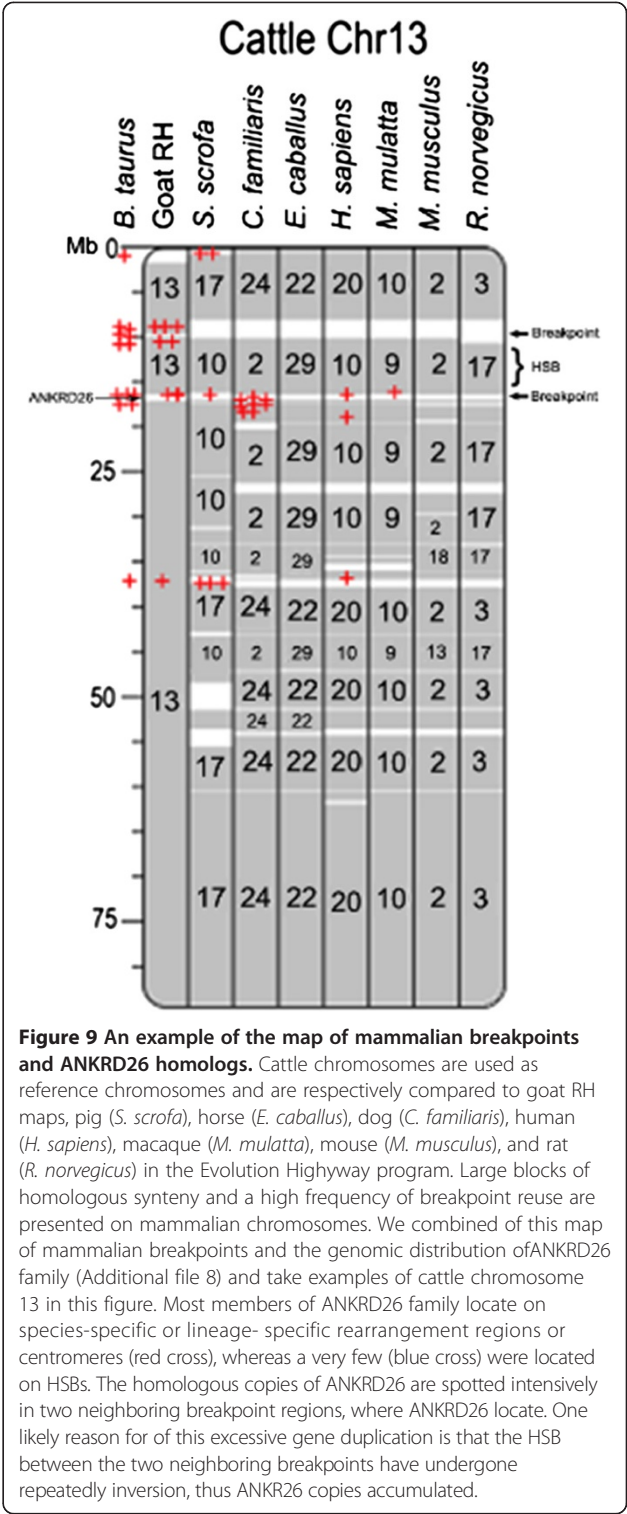 Cattle Chr13
B. taurus
Goat RH
S. scrofa
C. familiaris
E. caballus
H. sapiens
M. mulatta
M. musculus
R. norvegicus
Mb 0
13 17 24 22 20 10 2 3
Breakpoint
13 10 2 29 10 9 2 17
HSB
ANKRD26
Breakpoint
10
2 29 10 9 2 17
25
10
2 29 10 9 2 17
10 2 29 18 17
17 24 22 20 10 2 3
10 2 29 10 9 13 17
50
13
24 22 20 10 2 3
24 22
17 24 22 20 10 2 3
17 24 22 20 10 2 3
75
Figure 9 An example of the map of mammalian breakpoints
and ANKRD26 homologs. Cattle chromosomes are used as
reference chromosomes and are respectively compared to goat RH
maps, pig (S. scrofa), horse (E. caballus), dog (C. familiaris), human
(H. sapiens), macaque (M. mulatta), mouse (M. musculus), and rat
(R. norvegicus) in the Evolution Highyway program. Large blocks of
homologous synteny and a high frequency of breakpoint reuse are
presented on mammalian chromosomes. We combined of this map
of mammalian breakpoints and the genomic distribution ofANKRD26
family (Additional file 8) and take examples of cattle chromosome
13 in this figure. Most members of ANKRD26 family locate on
species-specific or lineage- specific rearrangement regions or
centromeres (red cross), whereas a very few (blue cross) were located
on HSBs. The homologous copies of ANKRD26 are spotted intensively
in two neighboring breakpoint regions, where ANKRD26 locate. One
likely reason for of this excessive gene duplication is that the HSB
between the two neighboring breakpoints have undergone
repeatedly inversion, thus ANKR26 copies accumulated.